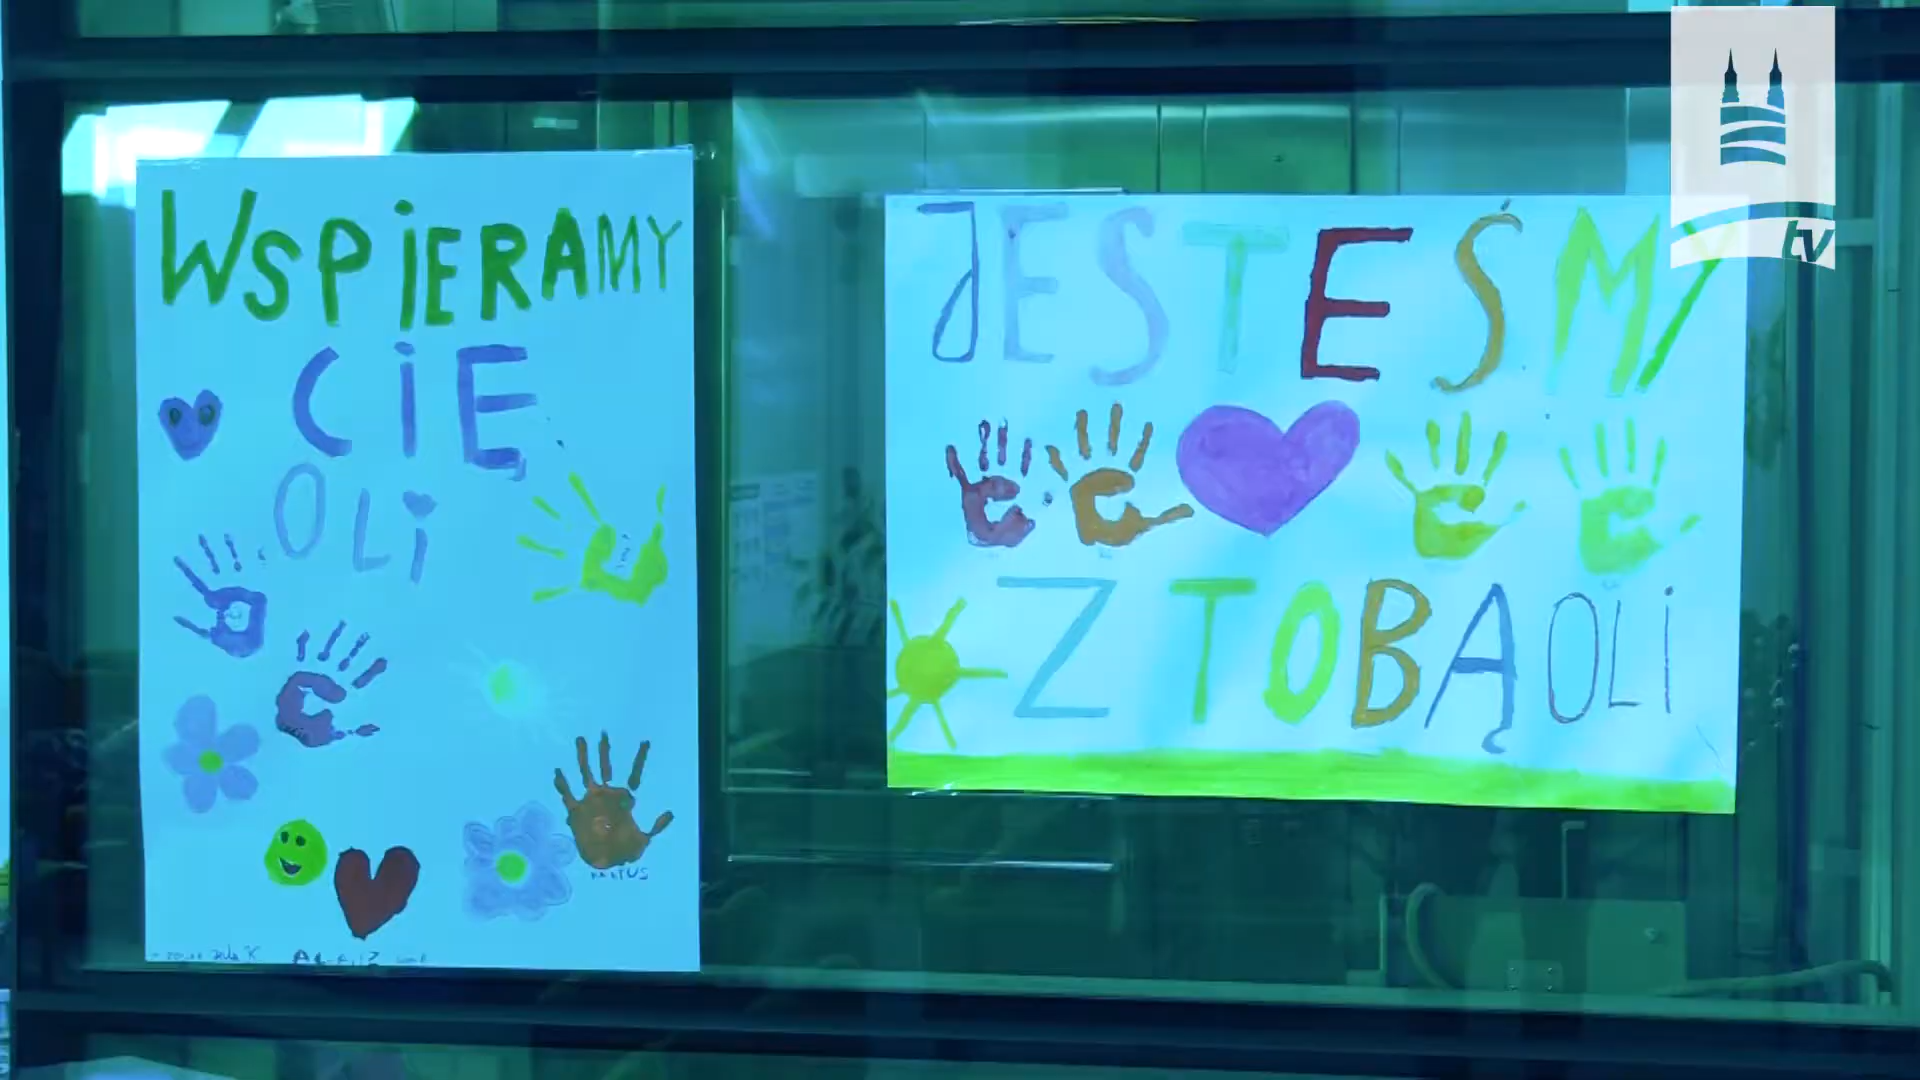 WSPIERAMY
CIĘ
OLI
JESTEŚMY
Z TOBĄ OLI
tv